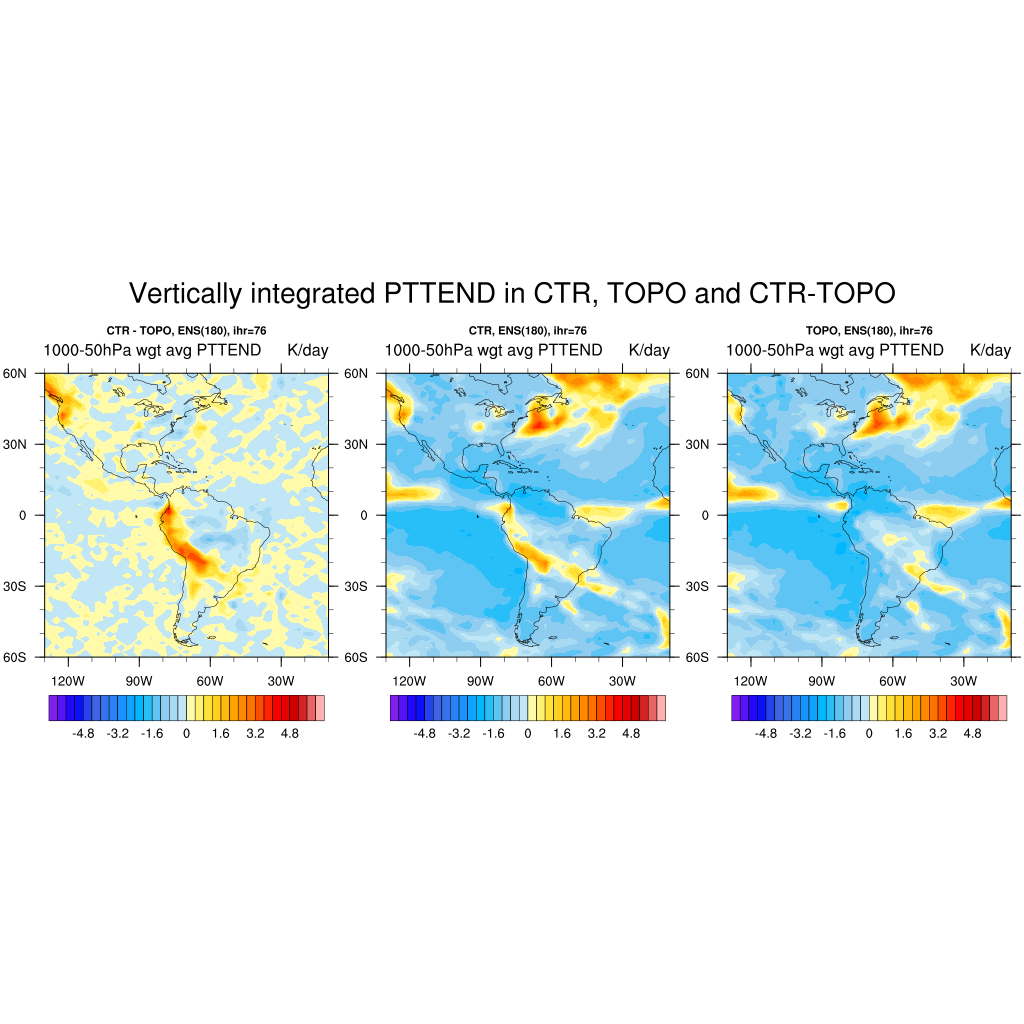 Vertically integrated PTTEND in CTR, TOPO and CTR-TOPO
CTR - TOPO, ENS(180), ihr=76
1000-50hPa wgt avg PTTEND K/day
60N
30N
0
30S
60S
120W 90W 60W 30W
-4.8 -3.2 -1.6 0 1.6 3.2 4.8
CTR, ENS(180), ihr=76
1000-50hPa wgt avg PTTEND K/day
60N
30N
0
30S
60S
120W 90W 60W 30W
-4.8 -3.2 -1.6 0 1.6 3.2 4.8
TOPO, ENS(180), ihr=76
1000-50hPa wgt avg PTTEND K/day
60N
30N
0
30S
60S
120W 90W 60W 30W
-4.8 -3.2 -1.6 0 1.6 3.2 4.8